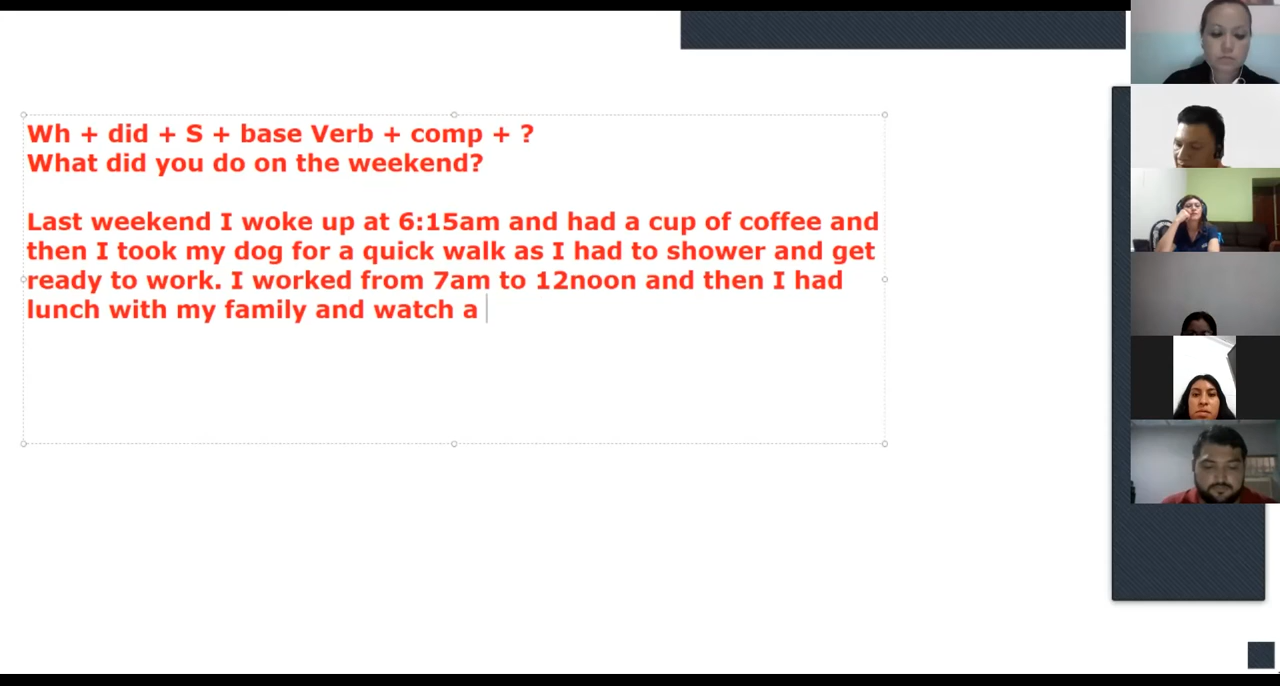 Wh + did + S + base Verb + comp + ?
What did you do on the weekend?
Last weekend I woke up at 6:15am and had a cup of coffee and
then I took my dog for a quick walk as I had to shower and get
ready to work. I worked from 7am to 12noon and then I had
lunch with my family and watch a